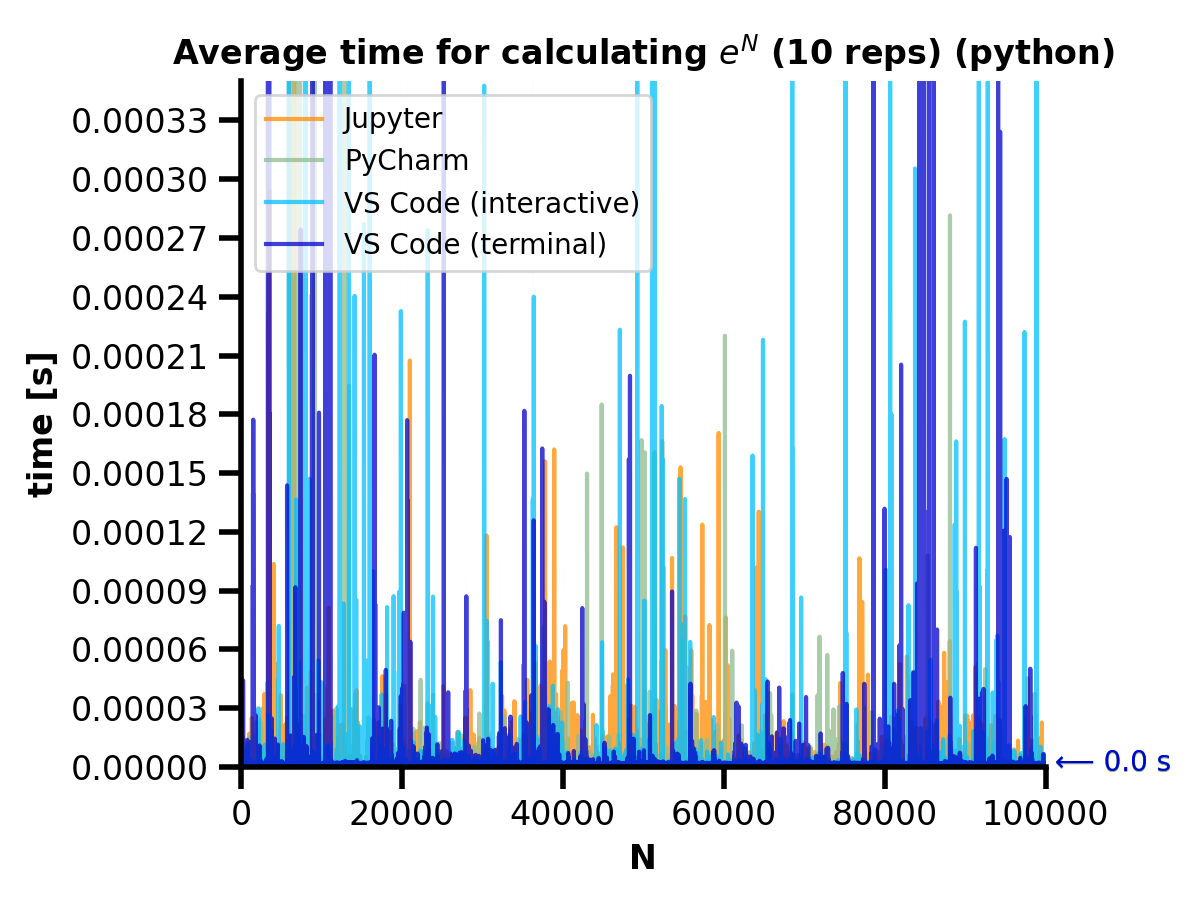 Average time for calculating e^N (10 reps) (python)
Jupyter
PyCharm
VS Code (interactive)
VS Code (terminal)
time [s]
0.00033
0.00030
0.00027
0.00024
0.00021
0.00018
0.00015
0.00012
0.00009
0.00006
0.00003
0.00000
⟵ 0.0 s
0 20000 40000 60000 80000 100000
N